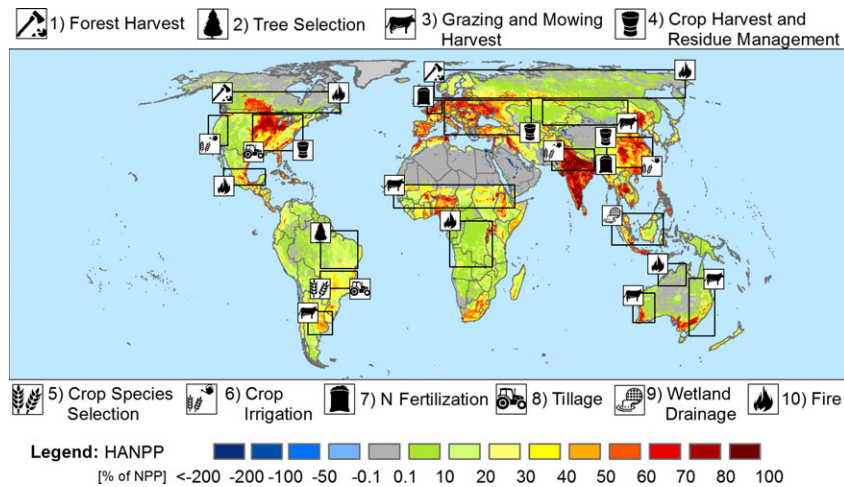 1) Forest Harvest
2) Tree Selection
3) Grazing and Mowing
Harvest
4) Crop Harvest and
Residue Management
5) Crop Species
Selection
6) Crop
Irrigation
7) N Fertilization
8) Tillage
9) Wetland
Drainage
10) Fire
Legend: HANPP
[% of NPP] <-200 -200 -100 -50 -0.1 0.1 10 20 30 40 50 60 70 80 100